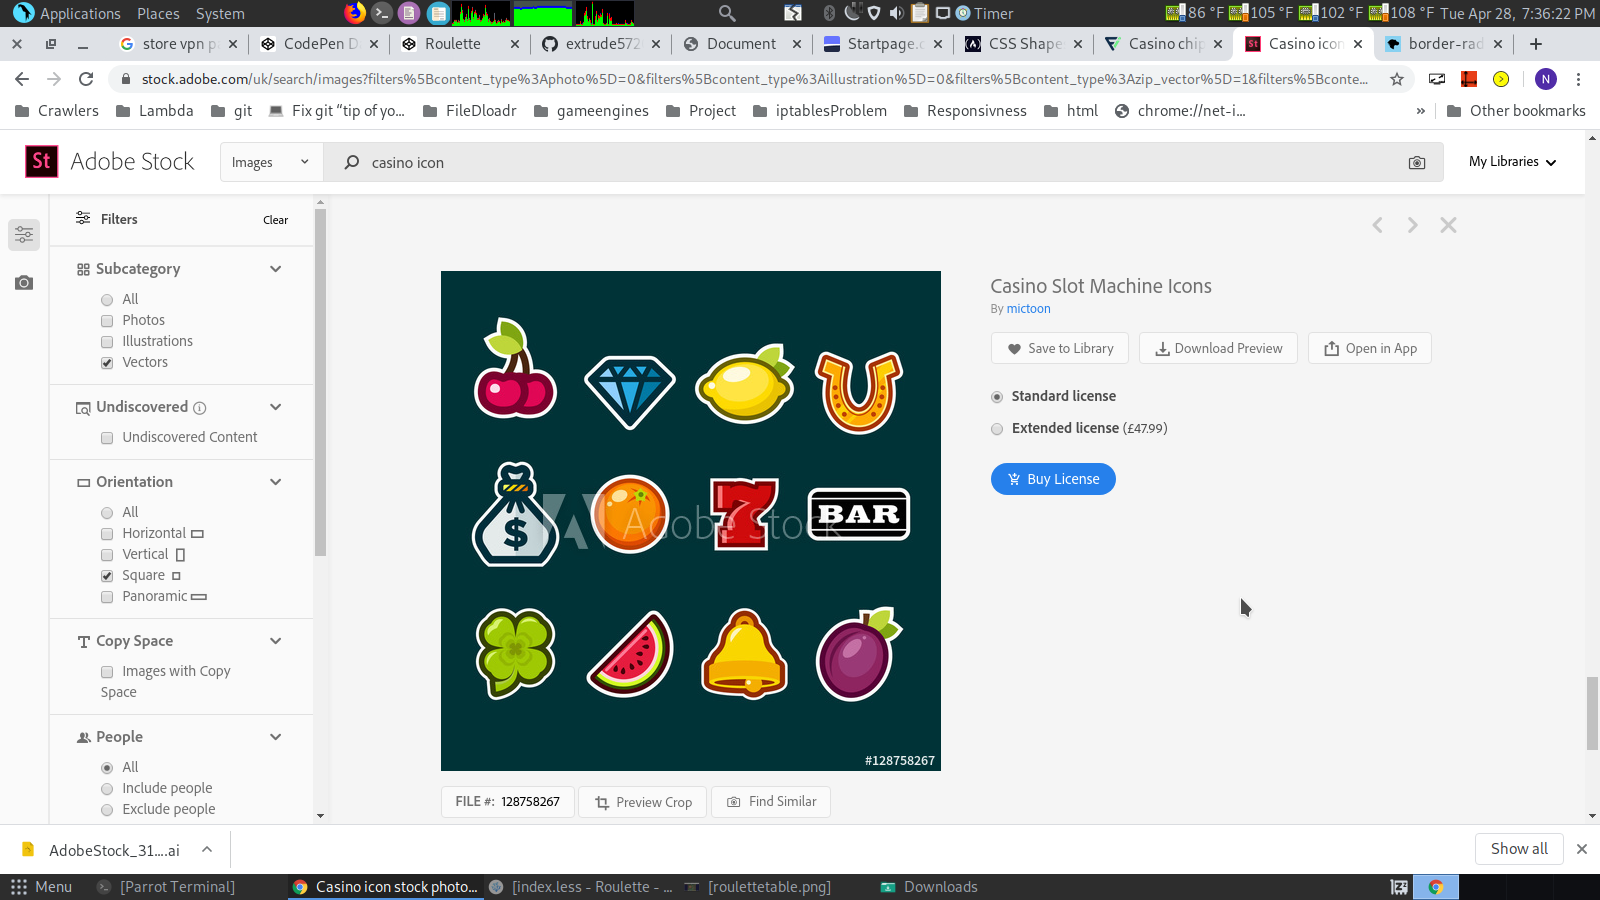 Applications Places System Timer 86 °F 105 °F 102 °F 108 °F Tue Apr 28, 7:36:22 PM
store vpn p CodePen D Roulette extrude572 Document Startpage.c CSS Shape Casino chip Casino icon border-rad
stock.adobe.com/uk/search/images?filters%5Bcontent_type%3Aphoto%5D=0&filters%5Bcontent_type%3Aillustration%5D=0&filters%5Bcontent_type%3Azip_vector%5D=1&filters%5Bconte... N
Crawlers Lambda git Fix git “tip of yo... FileDloadr gameengines Project iptablesProblem Responsivness html chrome://net-i... » Other bookmarks
St Adobe Stock Images casino icon My Libraries
Filters Clear
Subcategory
All
Photos
Illustrations
Vectors
Undiscovered
Undiscovered Content
Orientation
All
Horizontal
Vertical
Square
Panoramic
Copy Space
Images with Copy
Space
People
All
Include people
Exclude people
$ 7 BAR
Adobe Stock
#128758267
FILE #: 128758267 Preview Crop Find Similar
Casino Slot Machine Icons
By mictoon
Save to Library Download Preview Open in App
Standard license
Extended license (£47.99)
Buy License
AdobeStock_31....ai Show all
Menu [Parrot Terminal] Casino icon stock photo... [index.less - Roulette - ... [roulettetable.png] Downloads